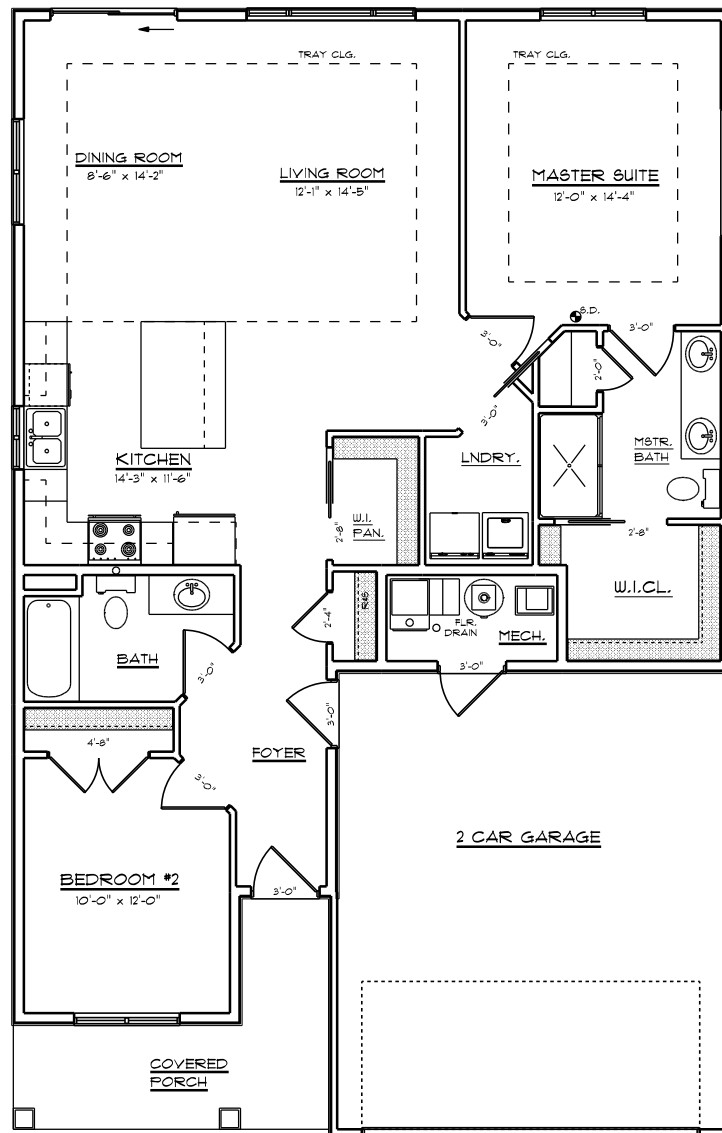 TRAY CLG.
TRAY CLG.
DINING ROOM
8'-6" x 14'-2"
LIVING ROOM
12'-1" x 14'-5"
MASTER SUITE
12'-0" x 14'-4"
S.D.
3'-0"
3'-0"
2'-0"
3'-0"
KITCHEN
14'-3" x 11'-6"
LNDRY.
MSTR.
BATH
W.I.
PAN.
2'-8"
2'-8"
W.I.CL.
R&S
2'-4"
FLR.
DRAIN
MECH.
3'-0"
BATH
3'-0"
3'-0"
4'-8"
FOYER
3'-0"
2 CAR GARAGE
BEDROOM #2
10'-0" x 12'-0"
3'-0"
COVERED
PORCH